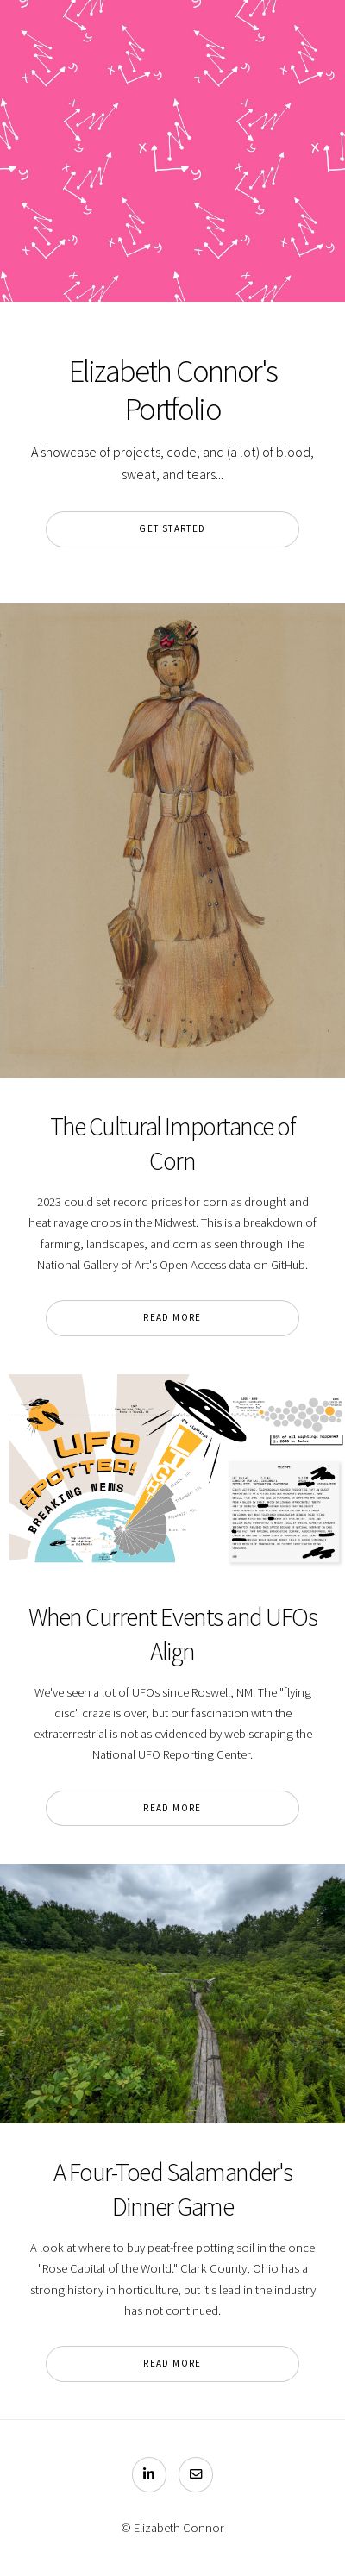 Elizabeth Connor's
Portfolio
A showcase of projects, code, and (a lot) of blood,
sweat, and tears...
GET STARTED
The Cultural Importance of
Corn
2023 could set record prices for corn as drought and
heat ravage crops in the Midwest. This is a breakdown of
farming, landscapes, and corn as seen through The
National Gallery of Art's Open Access data on GitHub.
READ MORE
UFO
SPOTTED!
BREAKING NEWS
When Current Events and UFOs
Align
We've seen a lot of UFOs since Roswell, NM. The "flying
disc" craze is over, but our fascination with the
extraterrestrial is not as evidenced by web scraping the
National UFO Reporting Center.
READ MORE
A Four-Toed Salamander's
Dinner Game
A look at where to buy peat-free potting soil in the once
"Rose Capital of the World." Clark County, Ohio has a
strong history in horticulture, but it's lead in the industry
has not continued.
READ MORE
© Elizabeth Connor